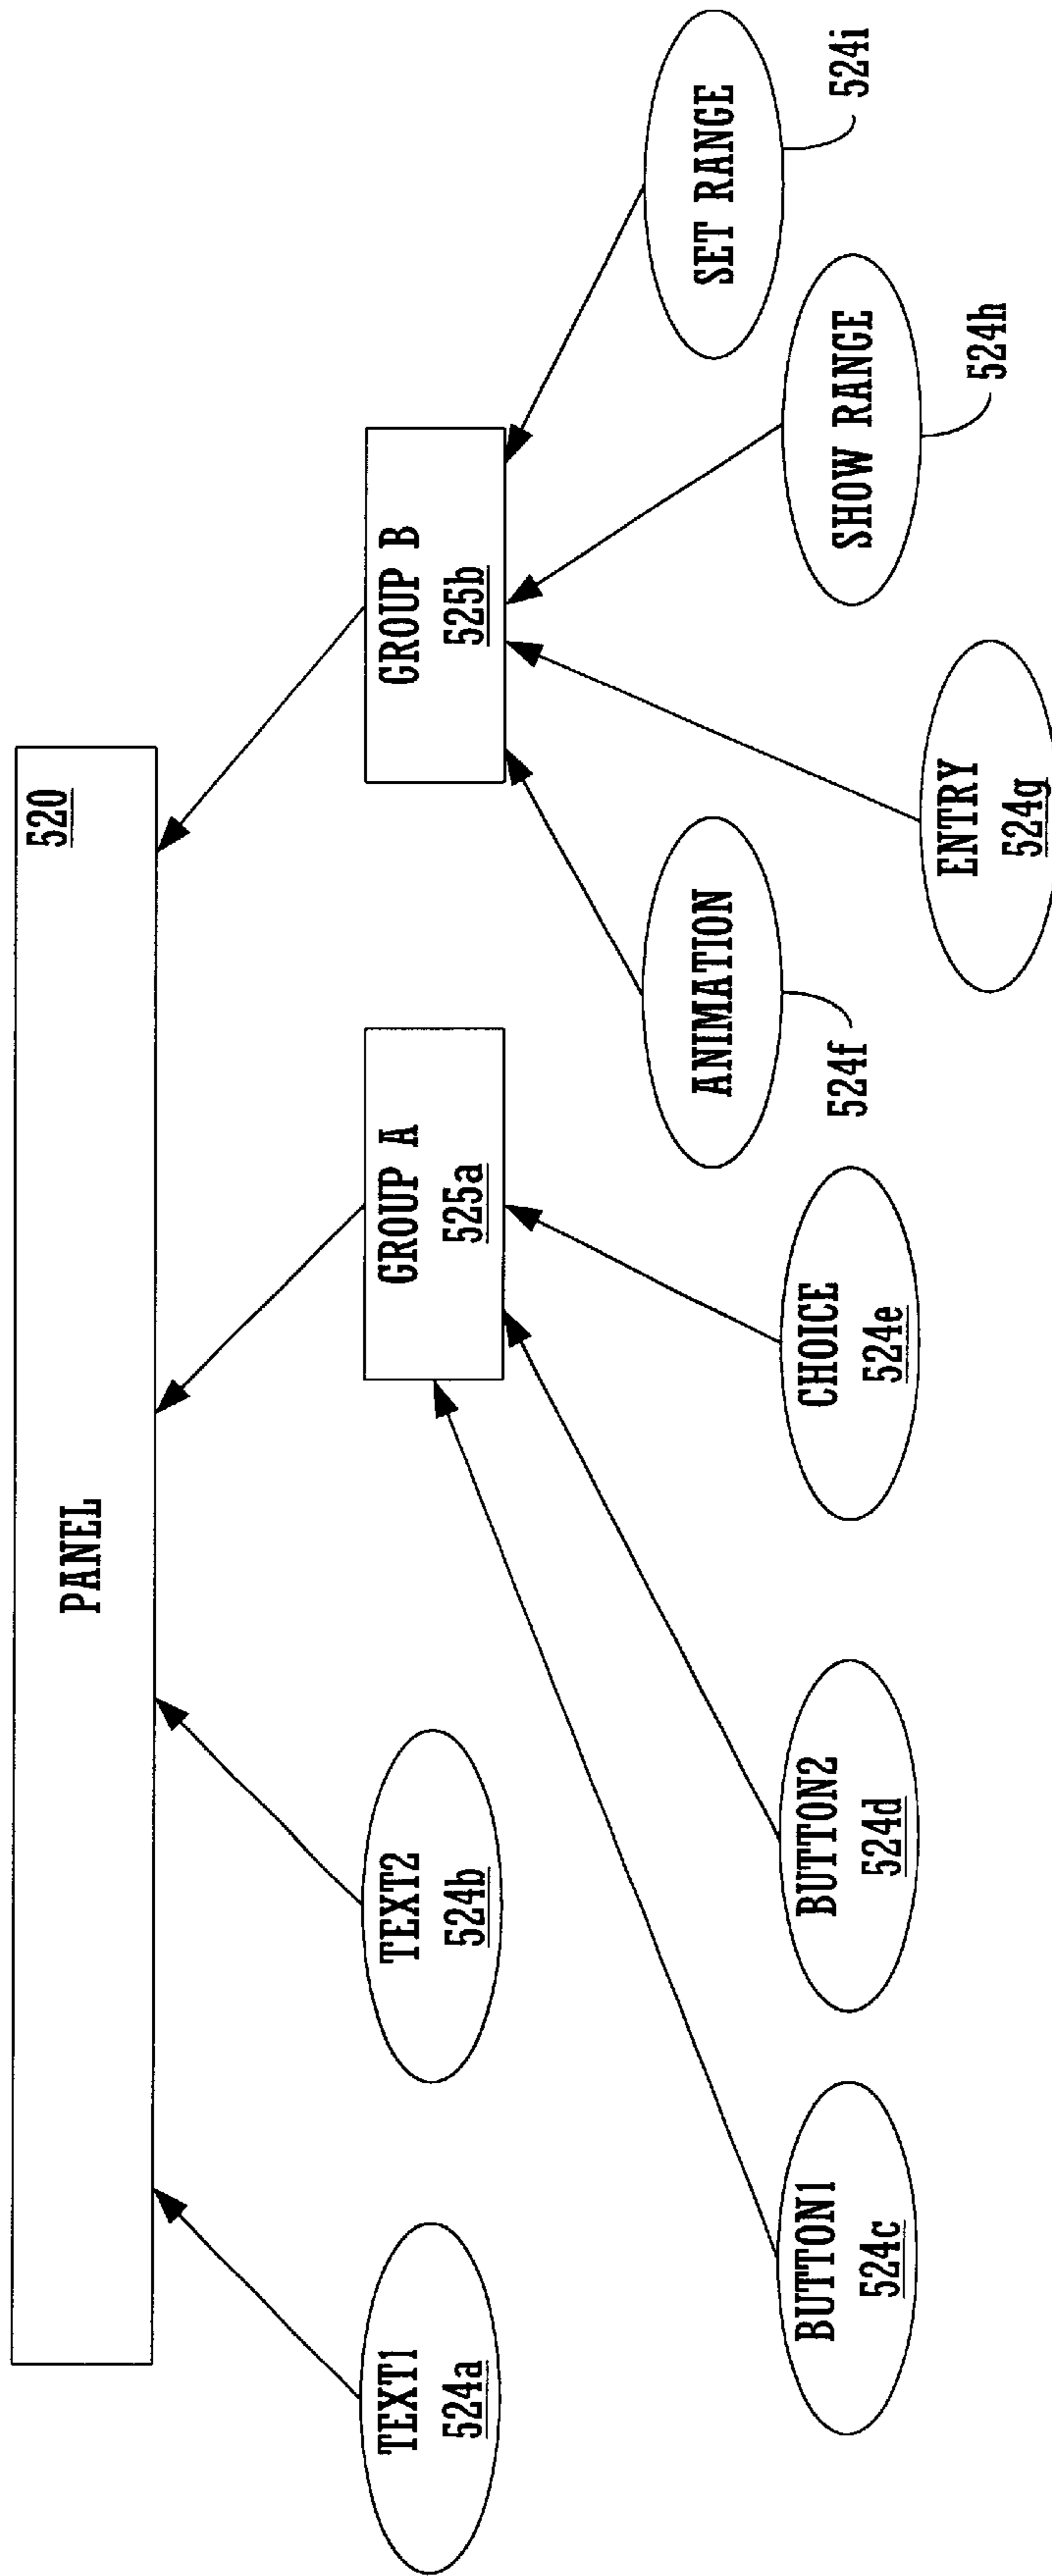 PANEL
520
TEXT1
524a
TEXT2
524b
GROUP A
525a
GROUP B
525b
BUTTON1
524c
BUTTON2
524d
CHOICE
524e
ANIMATION
524f
ENTRY
524g
SHOW RANGE
524h
SET RANGE
524i